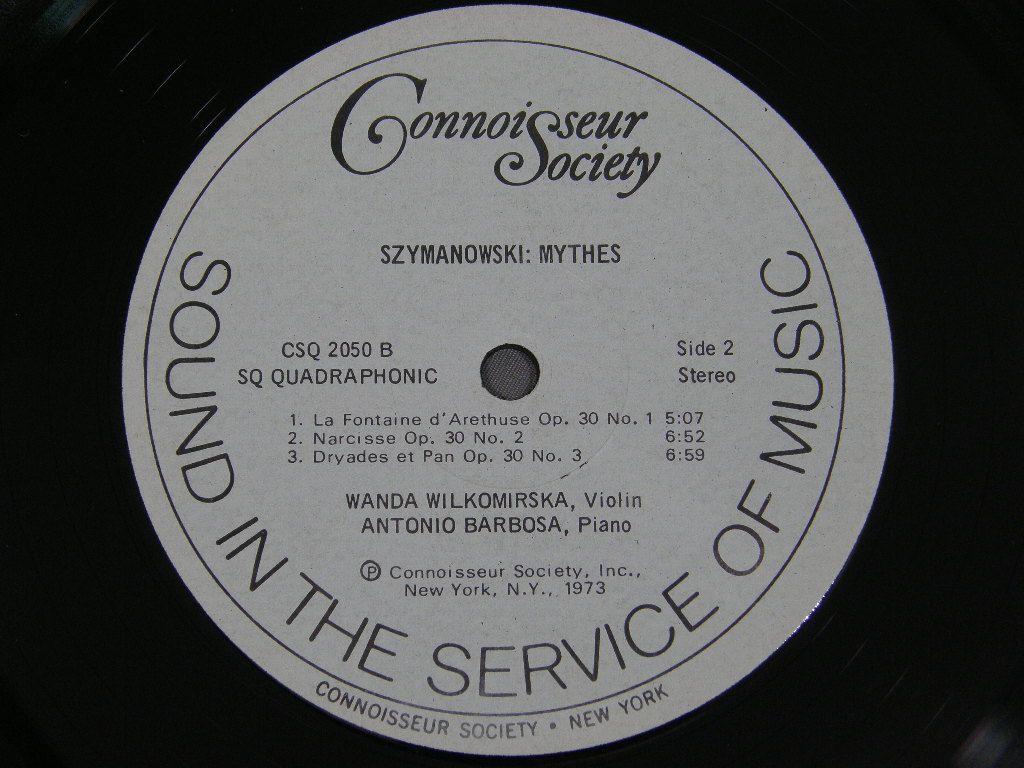 Connoisseur
Society
SZYMANOWSKI: MYTHES
CSQ 2050 B
SQ QUADRAPHONIC
Side 2
Stereo
1. La Fontaine d'Arethuse Op. 30 No. 1 5:07
2. Narcisse Op. 30 No. 2 6:52
3. Dryades et Pan Op. 30 No. 3 6:59
WANDA WILKOMIRSKA, Violin
ANTONIO BARBOSA, Piano
Ⓟ Connoisseur Society, Inc.,
New York, N.Y., 1973
SOUND IN THE SERVICE OF MUSIC
CONNOISSEUR SOCIETY • NEW YORK